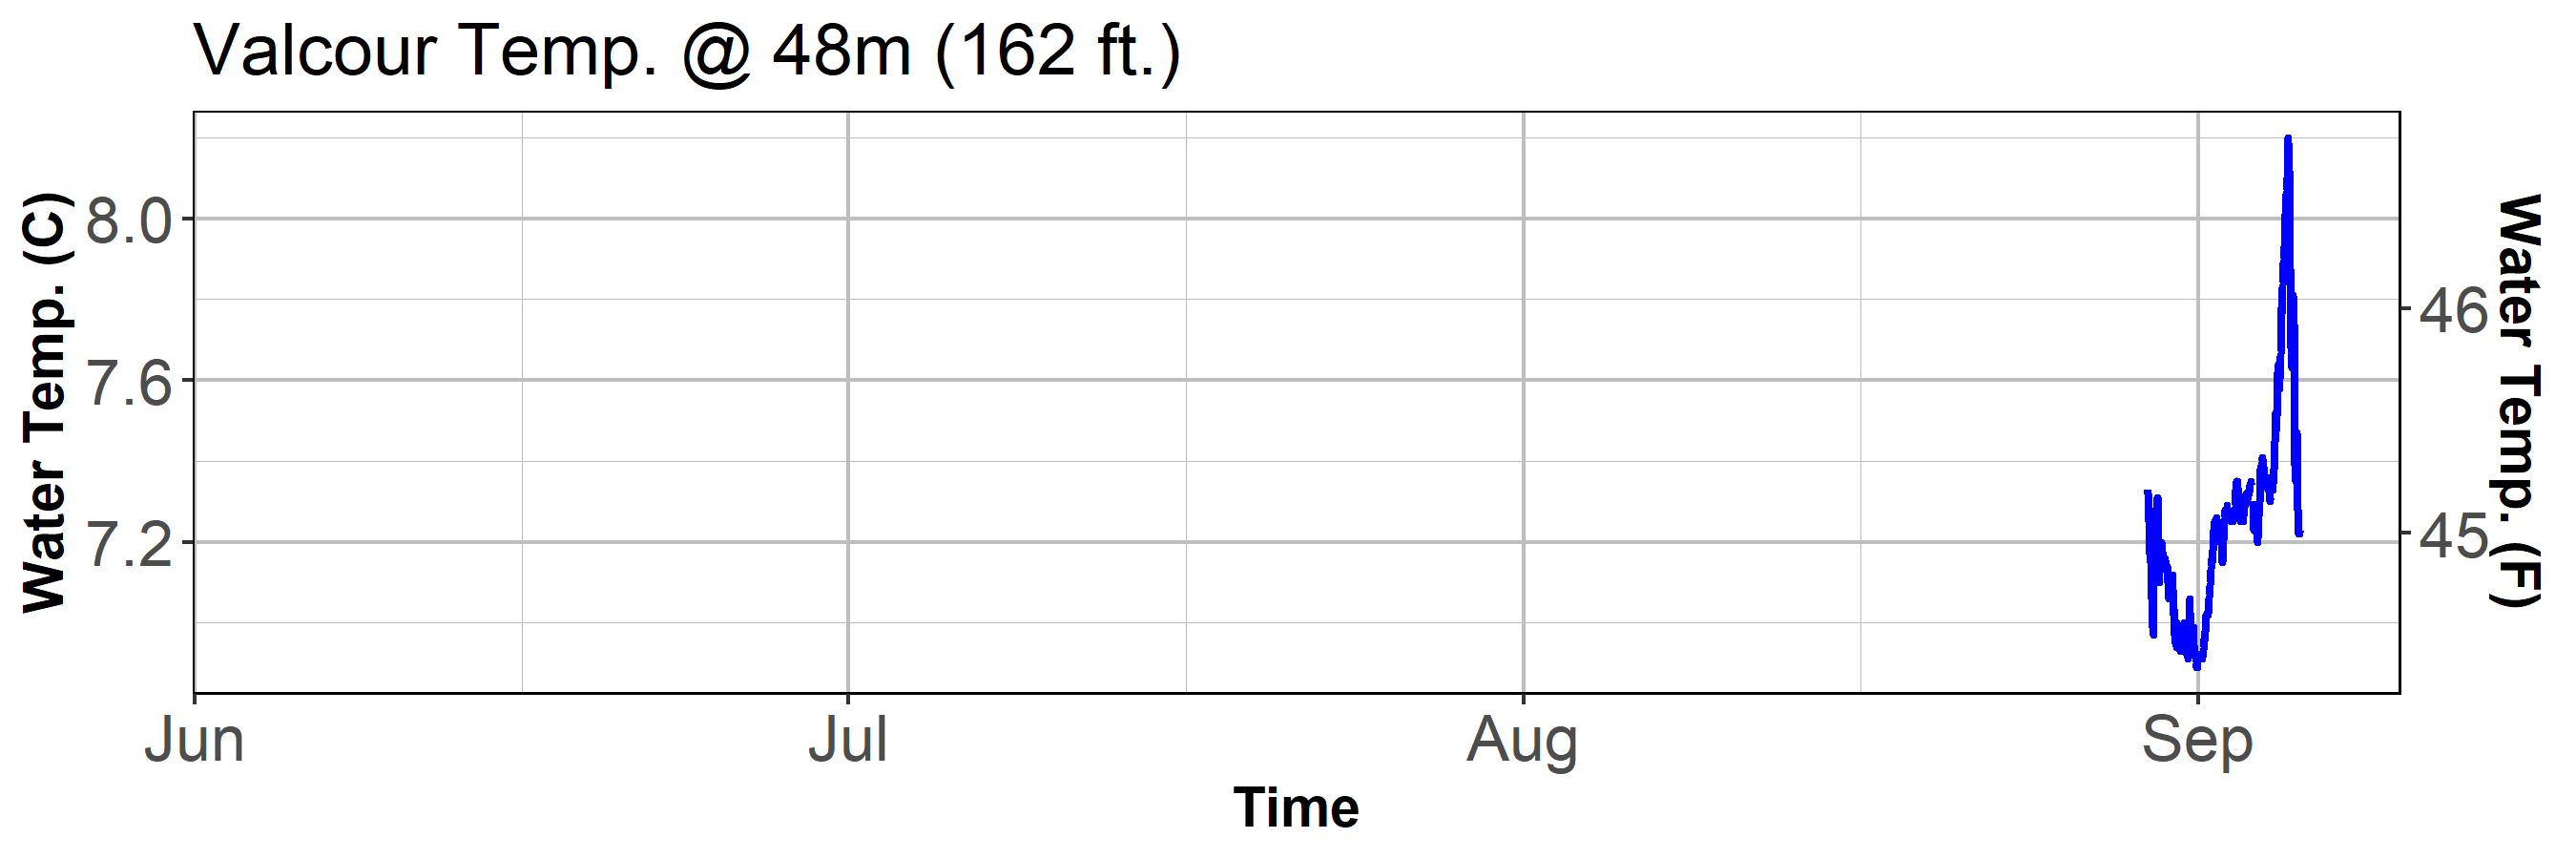 Valcour Temp. @ 48m (162 ft.)
Water Temp. (C)
8.0
7.6
7.2
46
45
Water Temp. (F)
Jun Jul Aug Sep
Time